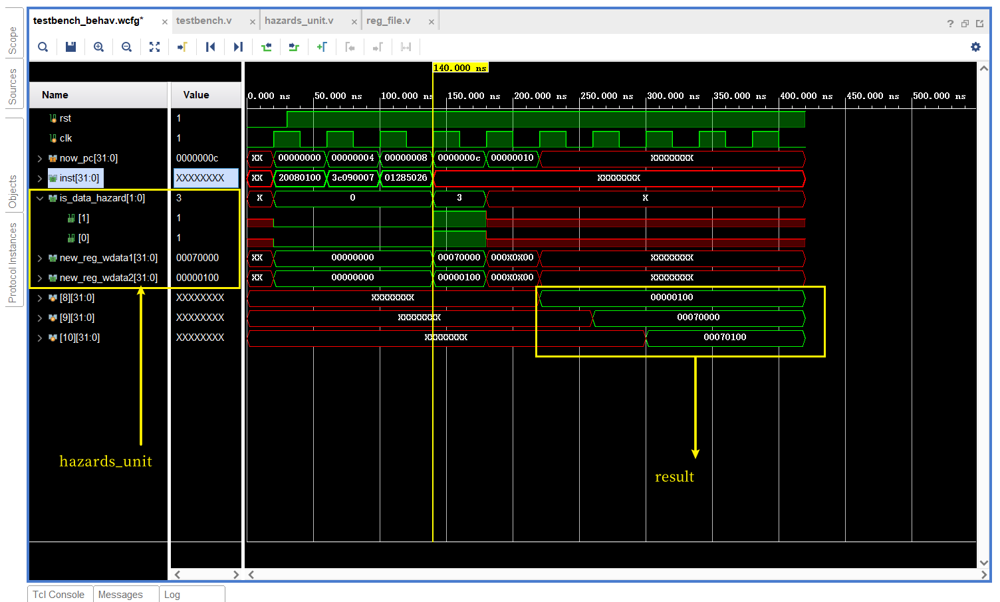 testbench_behav.wcfg* × testbench.v × hazards_unit.v × reg_file.v ×
?
Scope
Sources
Objects
Protocol Instances
140.000 ns
Name Value
0.000 ns 50.000 ns 100.000 ns 150.000 ns 200.000 ns 250.000 ns 300.000 ns 350.000 ns 400.000 ns 450.000 ns 500.000 ns
rst 1
clk 1
now_pc[31:0] 0000000c XX 00000000 00000004 00000008 0000000c 00000010 XXXXXXXX
inst[31:0] XXXXXXXX XX 20080100 3c090007 01285026 XXXXXXXX
is_data_hazard[1:0] 3 X 0 3 X
[1] 1
[0] 1
new_reg_wdata1[31:0] 00070000 XX 00000000 00070000 000X0X00 XXXXXXXX
new_reg_wdata2[31:0] 00000100 XX 00000000 00000100 000X0X00 XXXXXXXX
[8][31:0] XXXXXXXX XXXXXXXX 00000100
[9][31:0] XXXXXXXX XXXXXXXX 00070000
[10][31:0] XXXXXXXX XXXXXXXX 00070100
hazards_unit
result
Tcl Console Messages Log